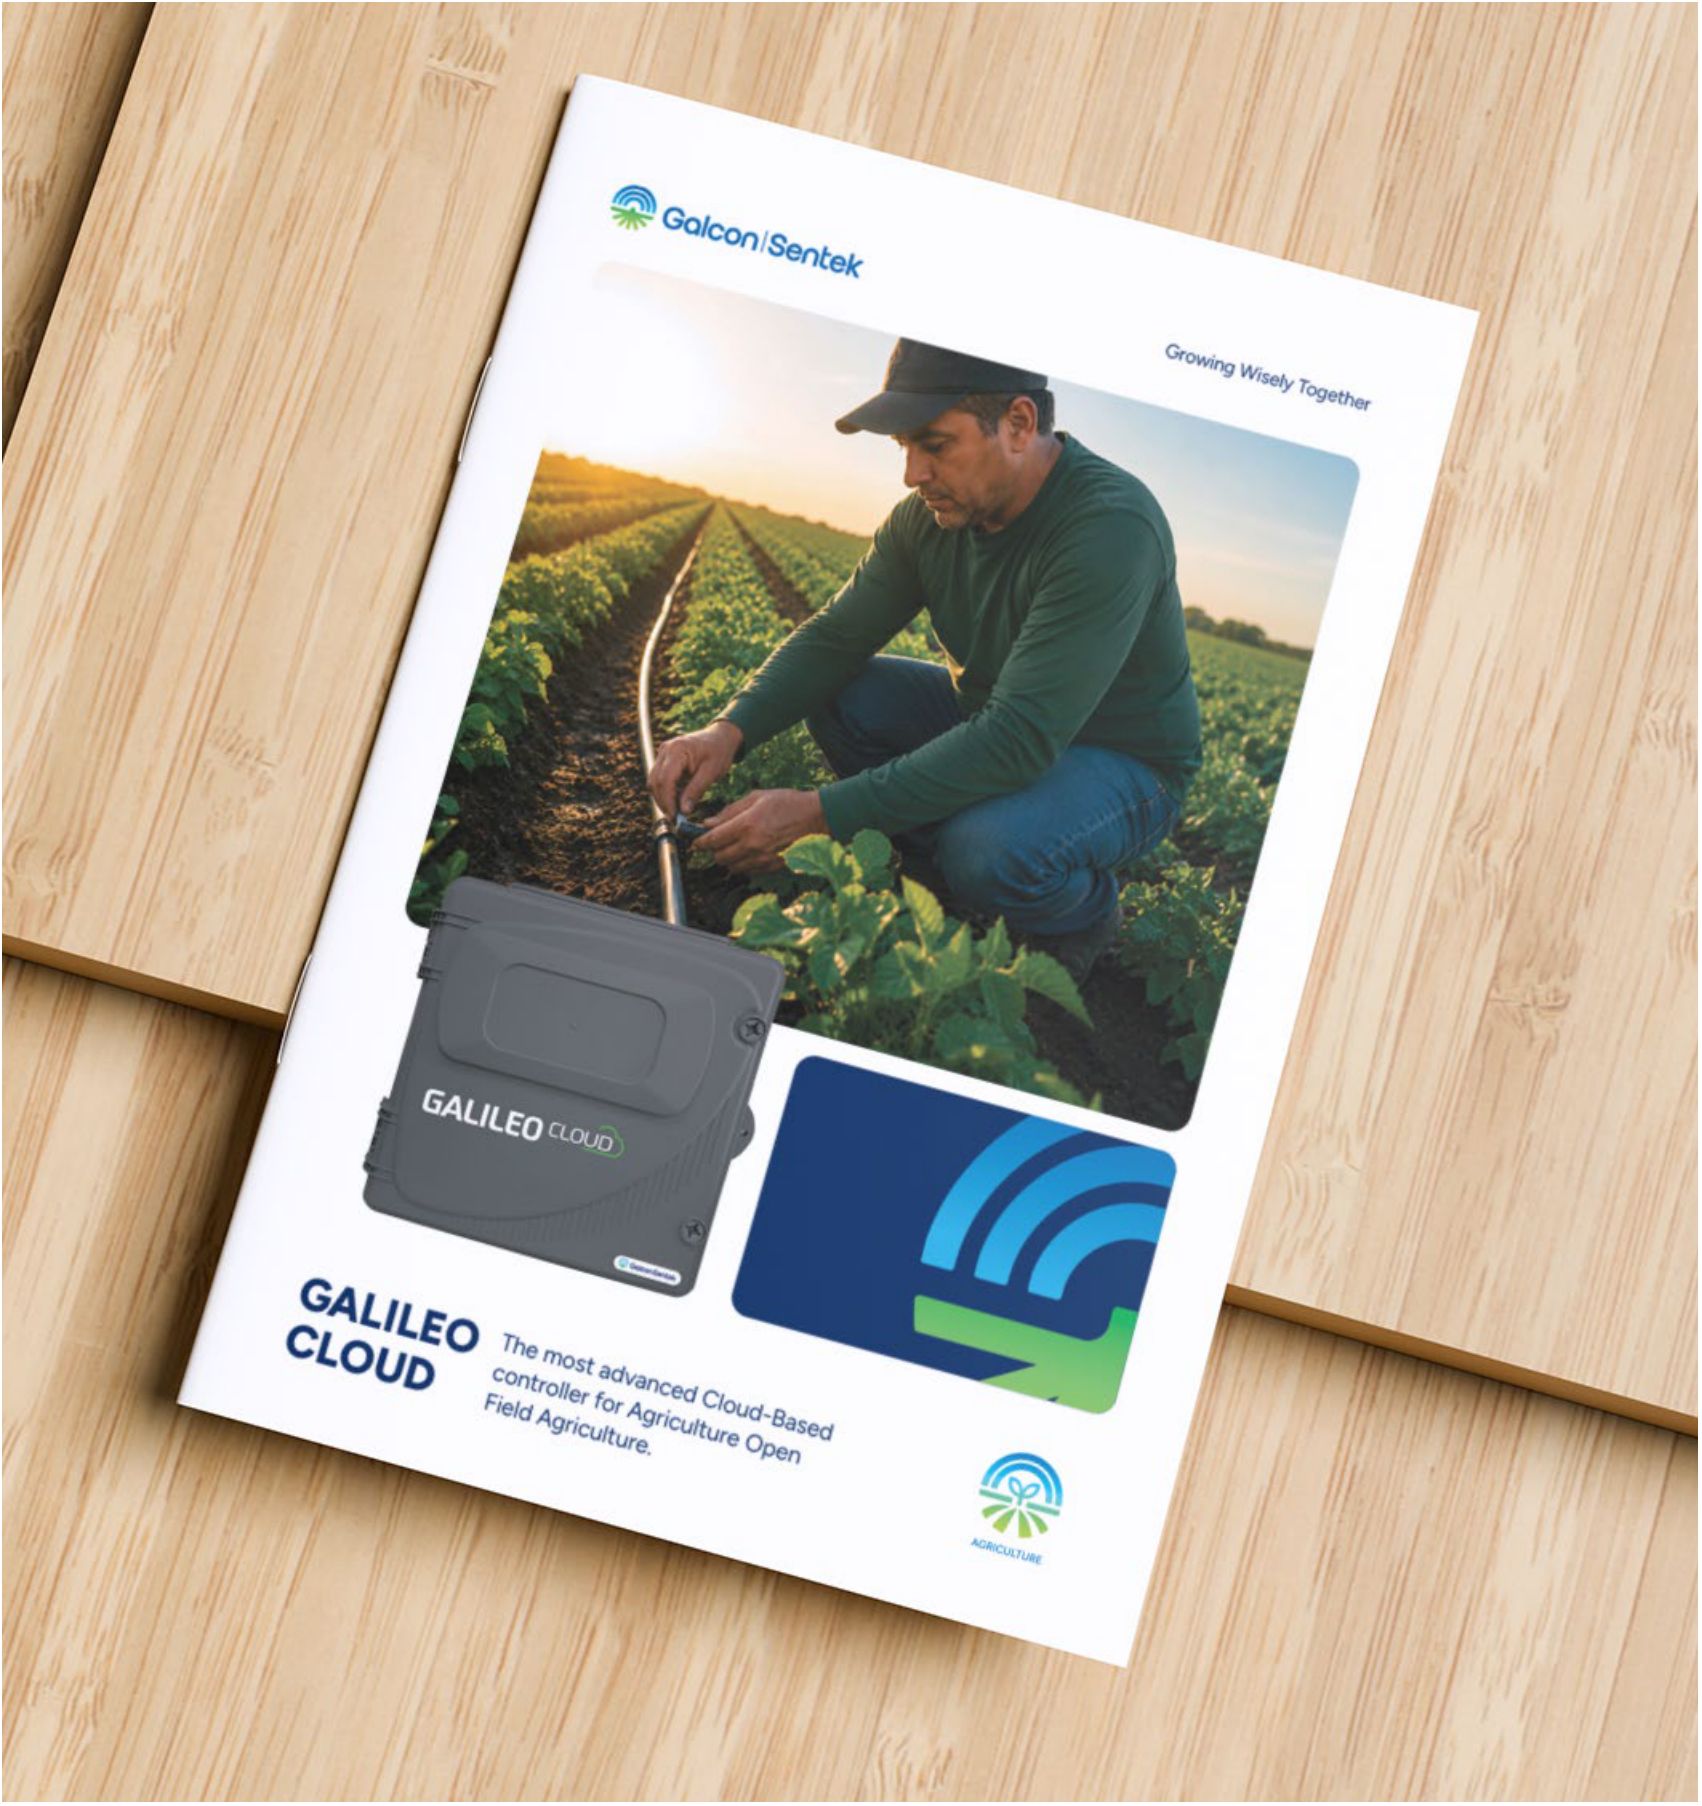 Galcon|Sentek
Growing Wisely Together
GALILEO CLOUD
GalconSentek
GALILEO
CLOUD
The most advanced Cloud-Based
controller for Agriculture Open
Field Agriculture.
AGRICULTURE